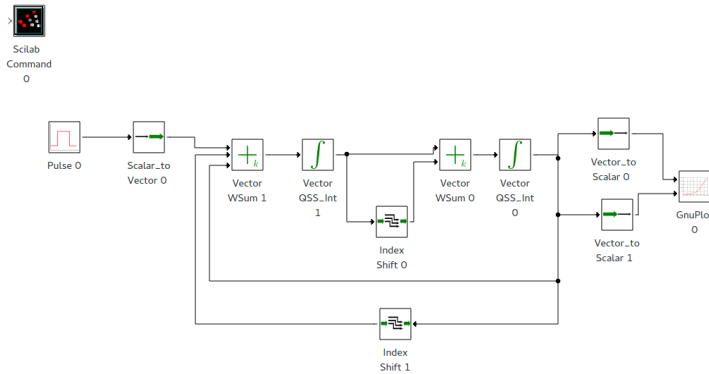 Scilab
Command
0
Pulse 0
Scalar_to
Vector 0
k
Vector
WSum 1
Vector
QSS_Int
1
k
Vector
WSum 0
Vector
QSS_Int
0
Vector_to
Scalar 0
GnuPlo
0
Vector_to
Scalar 1
Index
Shift 0
Index
Shift 1